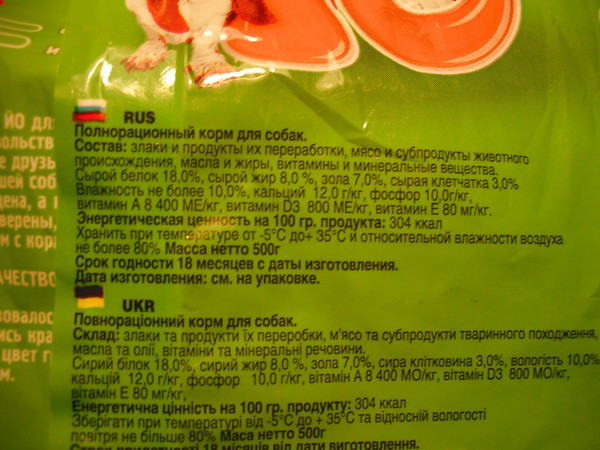 RUS
Полнорационный корм для собак.
Состав: злаки и продукты их переработки, мясо и субпродукты животного
происхождения, масла и жиры, витамины и минеральные вещества.
Сырой белок 18,0%, сырой жир 8,0 %, зола 7,0%, сырая клетчатка 3,0%
Влажность не более 10,0%, кальций 12,0 г/кг, фосфор 10,0г/кг,
витамин А 8 400 МЕ/кг, витамин D3 800 МЕ/кг, витамин Е 80 мг/кг.
Энергетическая ценность на 100 гр. продукта: 304 ккал
Хранить при температуре от -5°C до+ 35°C и относительной влажности воздуха
не более 80% Масса нетто 500г
Срок годности 18 месяцев с даты изготовления.
Дата изготовления: см. на упаковке.
UKR
Повнораціонний корм для собак.
Склад: злаки та продукти їх переробки, м'ясо та субпродукти тваринного походження,
масла та олії, вітаміни та мінеральні речовини.
Сирий білок 18,0%, сирий жир 8,0 %, зола 7,0%, сира клітковина 3,0%, вологість 10,0%
кальцій 12,0 г/кг, фосфор 10,0 г/кг, вітамін А 8 400 МО/кг, вітамін D3 800 МО/кг,
вітамін Е 80 мг/кг,
Енергетична цінність на 100 гр. продукту: 304 ккал
Зберігати при температурі від -5°C до + 35°C та відносній вологості
повітря не більше 80% Маса нетто 500г
Строк придатності 18 місяців від дати виготовлення.